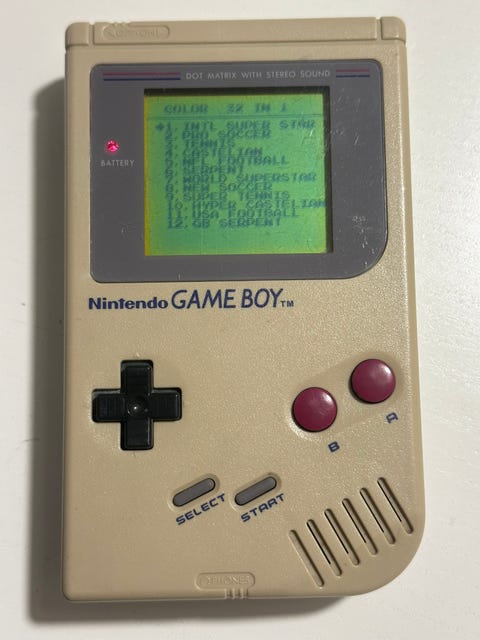 DOT MATRIX WITH STEREO SOUND
BATTERY
COLOR 32 IN 1
1. INTL SUPER STAR
2. PRO SOCCER
3. TENNIS
4. CASTELIAN
5. NFL FOOTBALL
6. SERPENT
7. WORLD SUPERSTAR
8. NEW SOCCER
9. SUPER TENNIS
10. HYPER CASTELIAN
11. USA FOOTBALL
12. GB SERPENT
Nintendo GAME BOY™
B
A
SELECT
START
PHONES